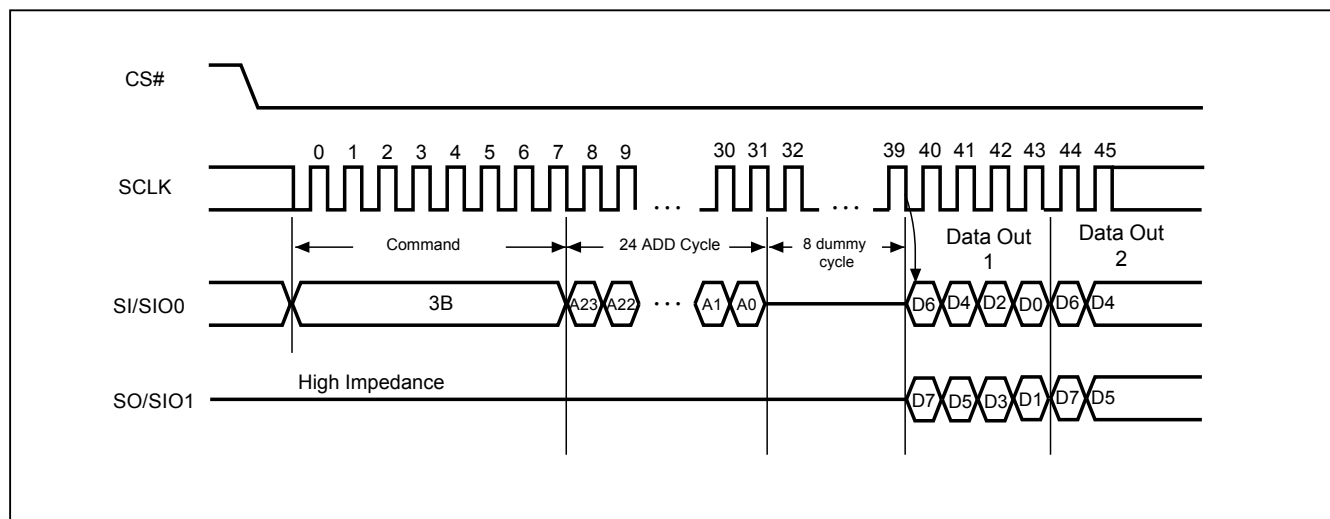 CS#
0 1 2 3 4 5 6 7 8 9 30 31 32 39 40 41 42 43 44 45
SCLK
... ...
Command 24 ADD Cycle 8 dummy Data Out Data Out
cycle 1 2
SI/SIO0 3B A23 A22 ... A1 A0 D6 D4 D2 D0 D6 D4
High Impedance
SO/SIO1 D7 D5 D3 D1 D7 D5